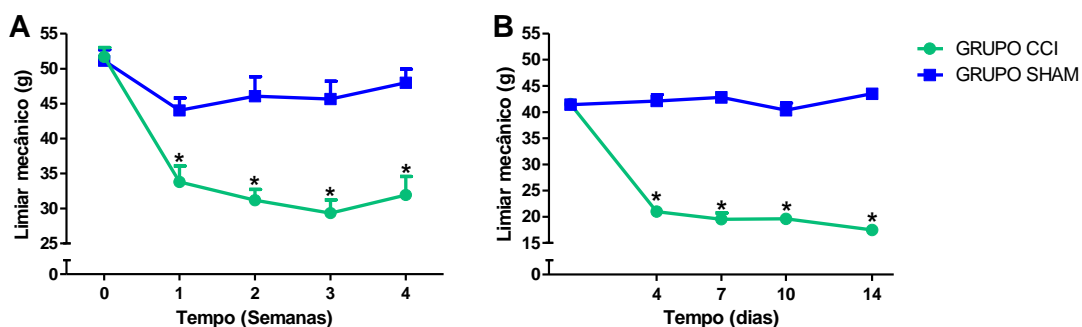 A
Limiar mecânico (g)
55
50
45
40
35
30
25
0
* * * *
0 1 2 3 4
Tempo (Semanas)
B
Limiar mecânico (g)
55
50
45
40
35
30
25
20
15
0
* * * *
4 7 10 14
Tempo (dias)
GRUPO CCI
GRUPO SHAM